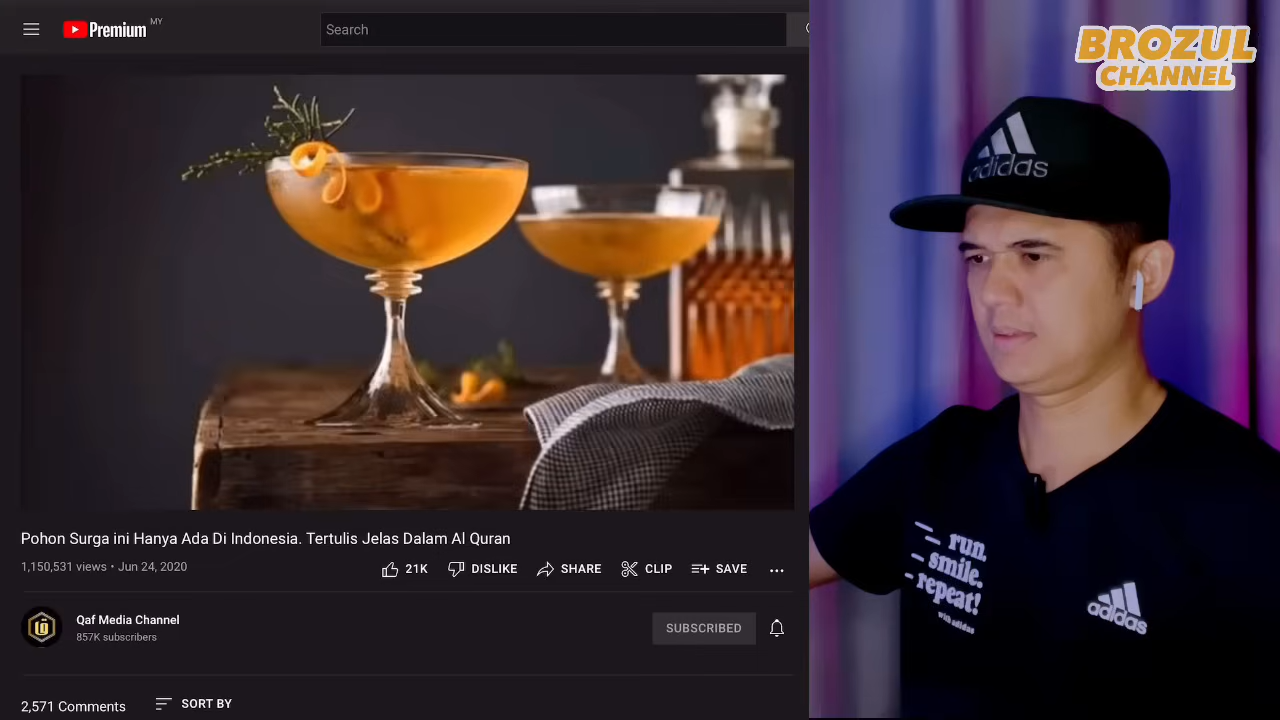 Premium MY
Search
BROZUL
CHANNEL
adidas
Pohon Surga ini Hanya Ada Di Indonesia. Tertulis Jelas Dalam Al Quran
1,150,531 views • Jun 24, 2020
21K DISLIKE SHARE CLIP SAVE
run.
smile.
repeat!
with adidas
adidas
Qaf Media Channel
857K subscribers
SUBSCRIBED
2,571 Comments
SORT BY